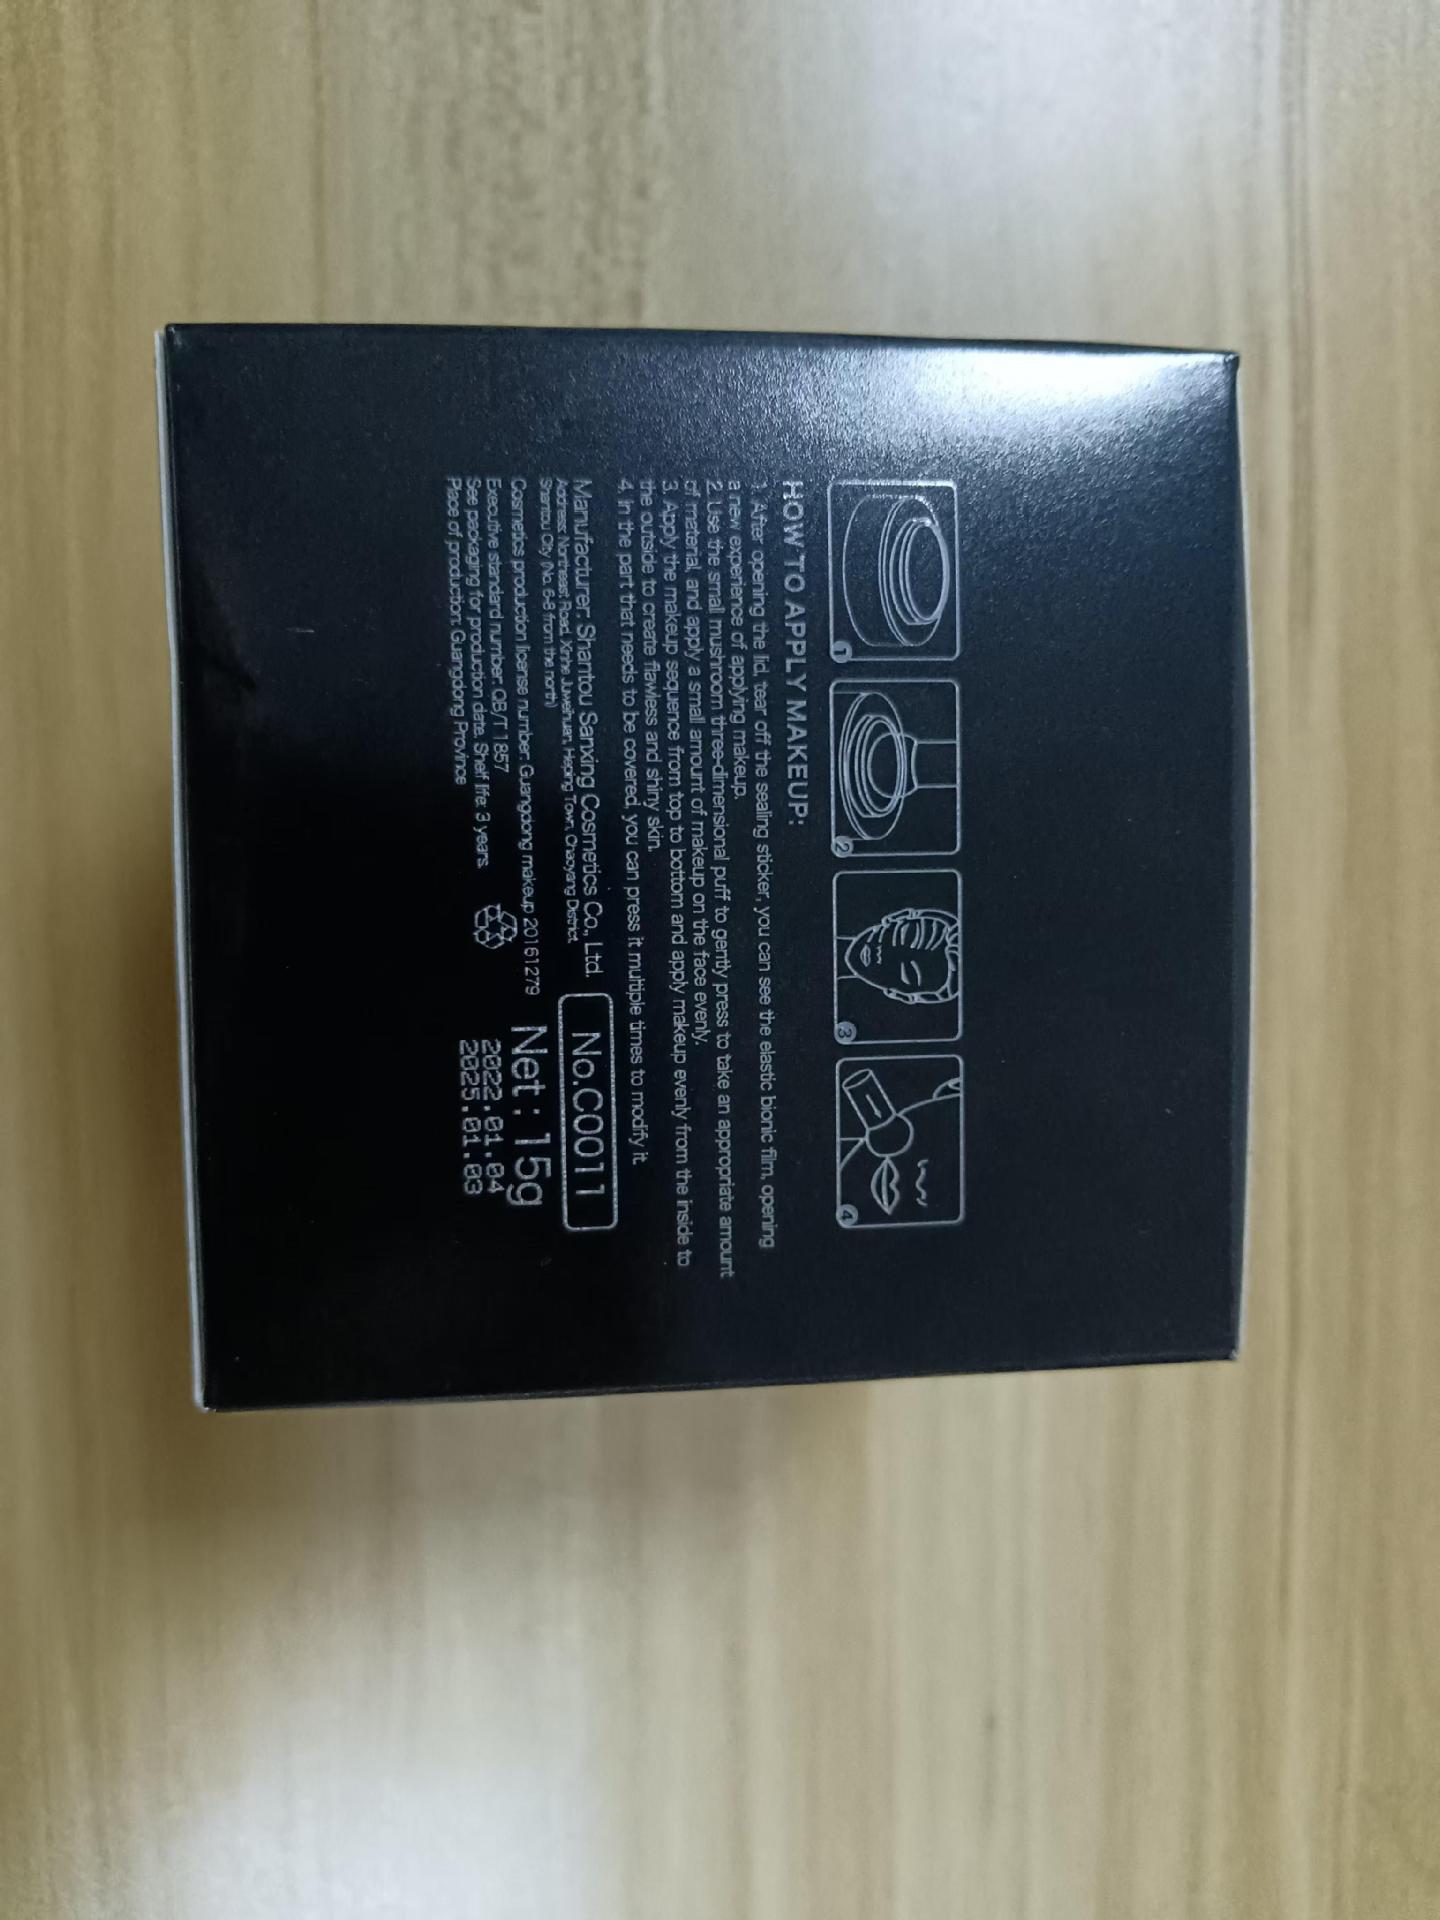 1
2
3
4
HOW TO APPLY MAKEUP:
1. After opening the lid, tear off the sealing sticker, you can see the elastic bionic film, opening
a new experience of applying makeup.
2. Use the small mushroom three-dimensional puff to gently press to take an appropriate amount
of material, and apply a small amount of makeup on the face evenly.
3. Apply the makeup sequence from top to bottom and apply makeup evenly from the inside to
the outside to create flawless and shiny skin.
4. In the part that needs to be covered, you can press it multiple times to modify it.
Manufacturer: Shantou Sanxing Cosmetics Co., Ltd.
Address: Northeast Road, Xinhe Juweihuan, Heping Town, Chaoyang District,
Shantou City (No. 6-8 from the north)
Cosmetics production license number: Guangdong makeup 20161279
Executive standard number: QB/T 1857
See packaging for production date. Shelf life: 3 years.
Place of production: Guangdong Province
No.C0011
Net: 15g
2022.01.04
2025.01.03